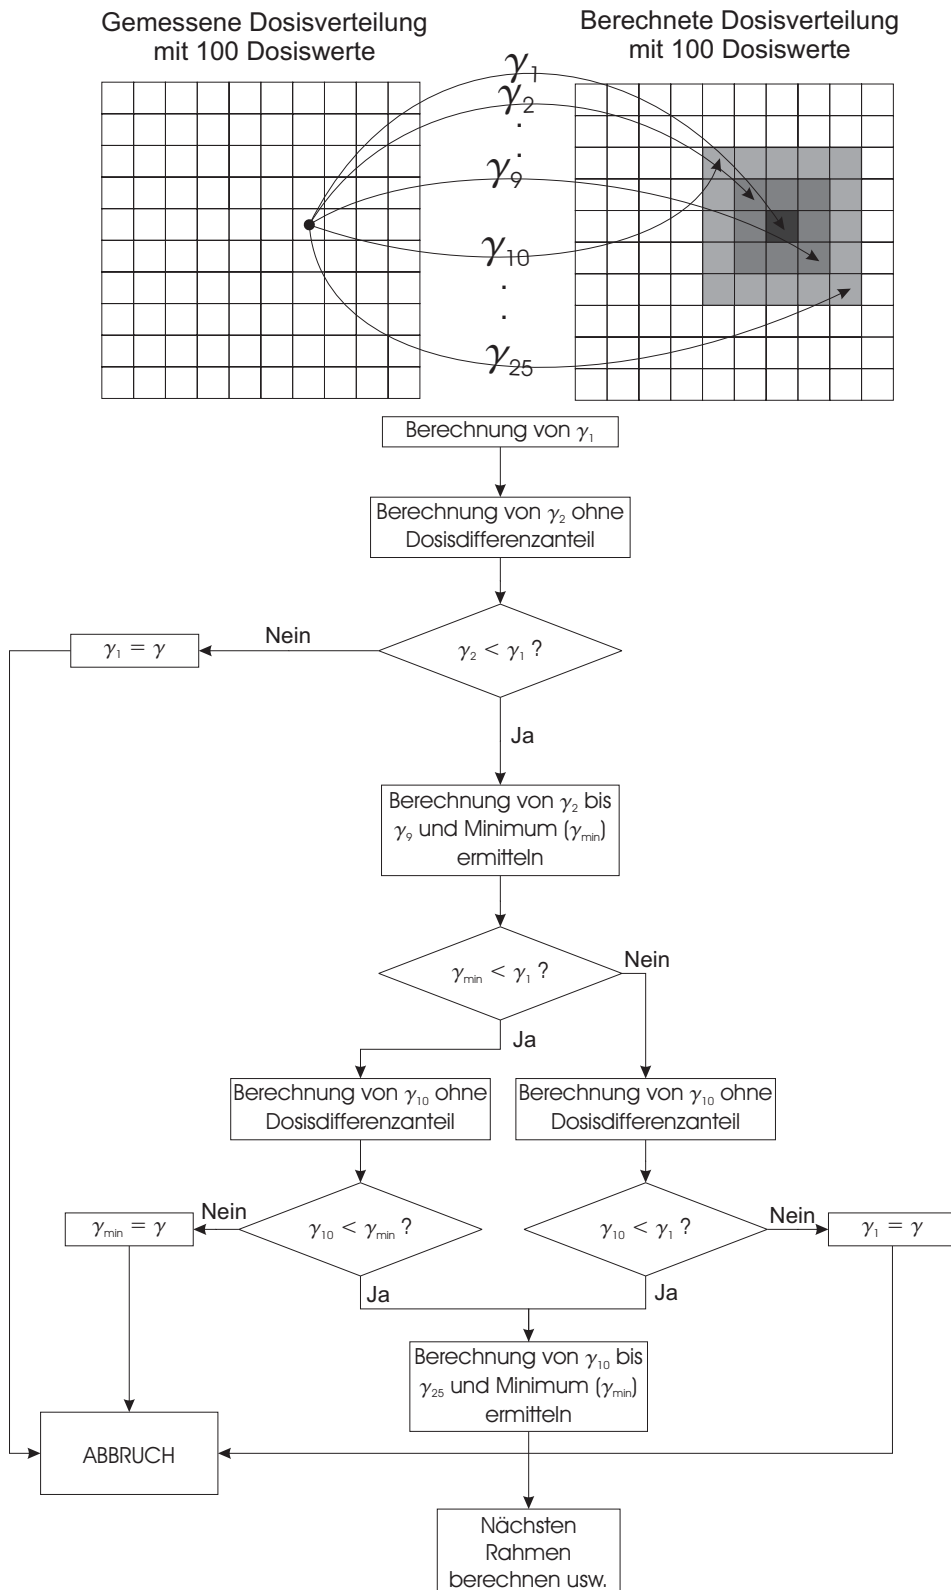 Gemessene Dosisverteilung
mit 100 Dosiswerte
Berechnete Dosisverteilung
mit 100 Dosiswerte
γ₁
γ₂
.
.
γ₉
γ₁₀
.
.
γ₂₅
Berechnung von γ₁
Berechnung von γ₂ ohne
Dosisdifferenzanteil
γ₂ < γ₁ ?
Nein
γ₁ = γ
Ja
Berechnung von γ₂ bis
γ₉ und Minimum (γₘᵢₙ)
ermitteln
γₘᵢₙ < γ₁ ?
Nein
Ja
Berechnung von γ₁₀ ohne
Dosisdifferenzanteil
Berechnung von γ₁₀ ohne
Dosisdifferenzanteil
γ₁₀ < γₘᵢₙ ?
Nein
γₘᵢₙ = γ
γ₁₀ < γ₁ ?
Nein
γ₁ = γ
Ja
Ja
Berechnung von γ₁₀ bis
γ₂₅ und Minimum (γₘᵢₙ)
ermitteln
ABBRUCH
Nächsten
Rahmen
berechnen usw.